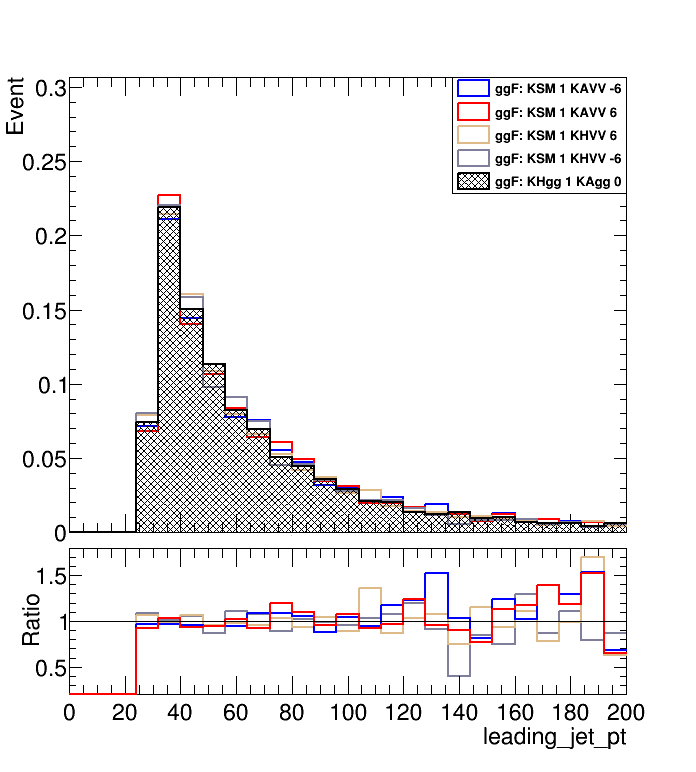 Event
0.3
0.25
0.2
0.15
0.1
0.05
0
ggF: KSM 1 KAVV -6
ggF: KSM 1 KAVV 6
ggF: KSM 1 KHVV 6
ggF: KSM 1 KHVV -6
ggF: KHgg 1 KAgg 0
Ratio
1.5
1
0.5
0 20 40 60 80 100 120 140 160 180 200
leading_jet_pt